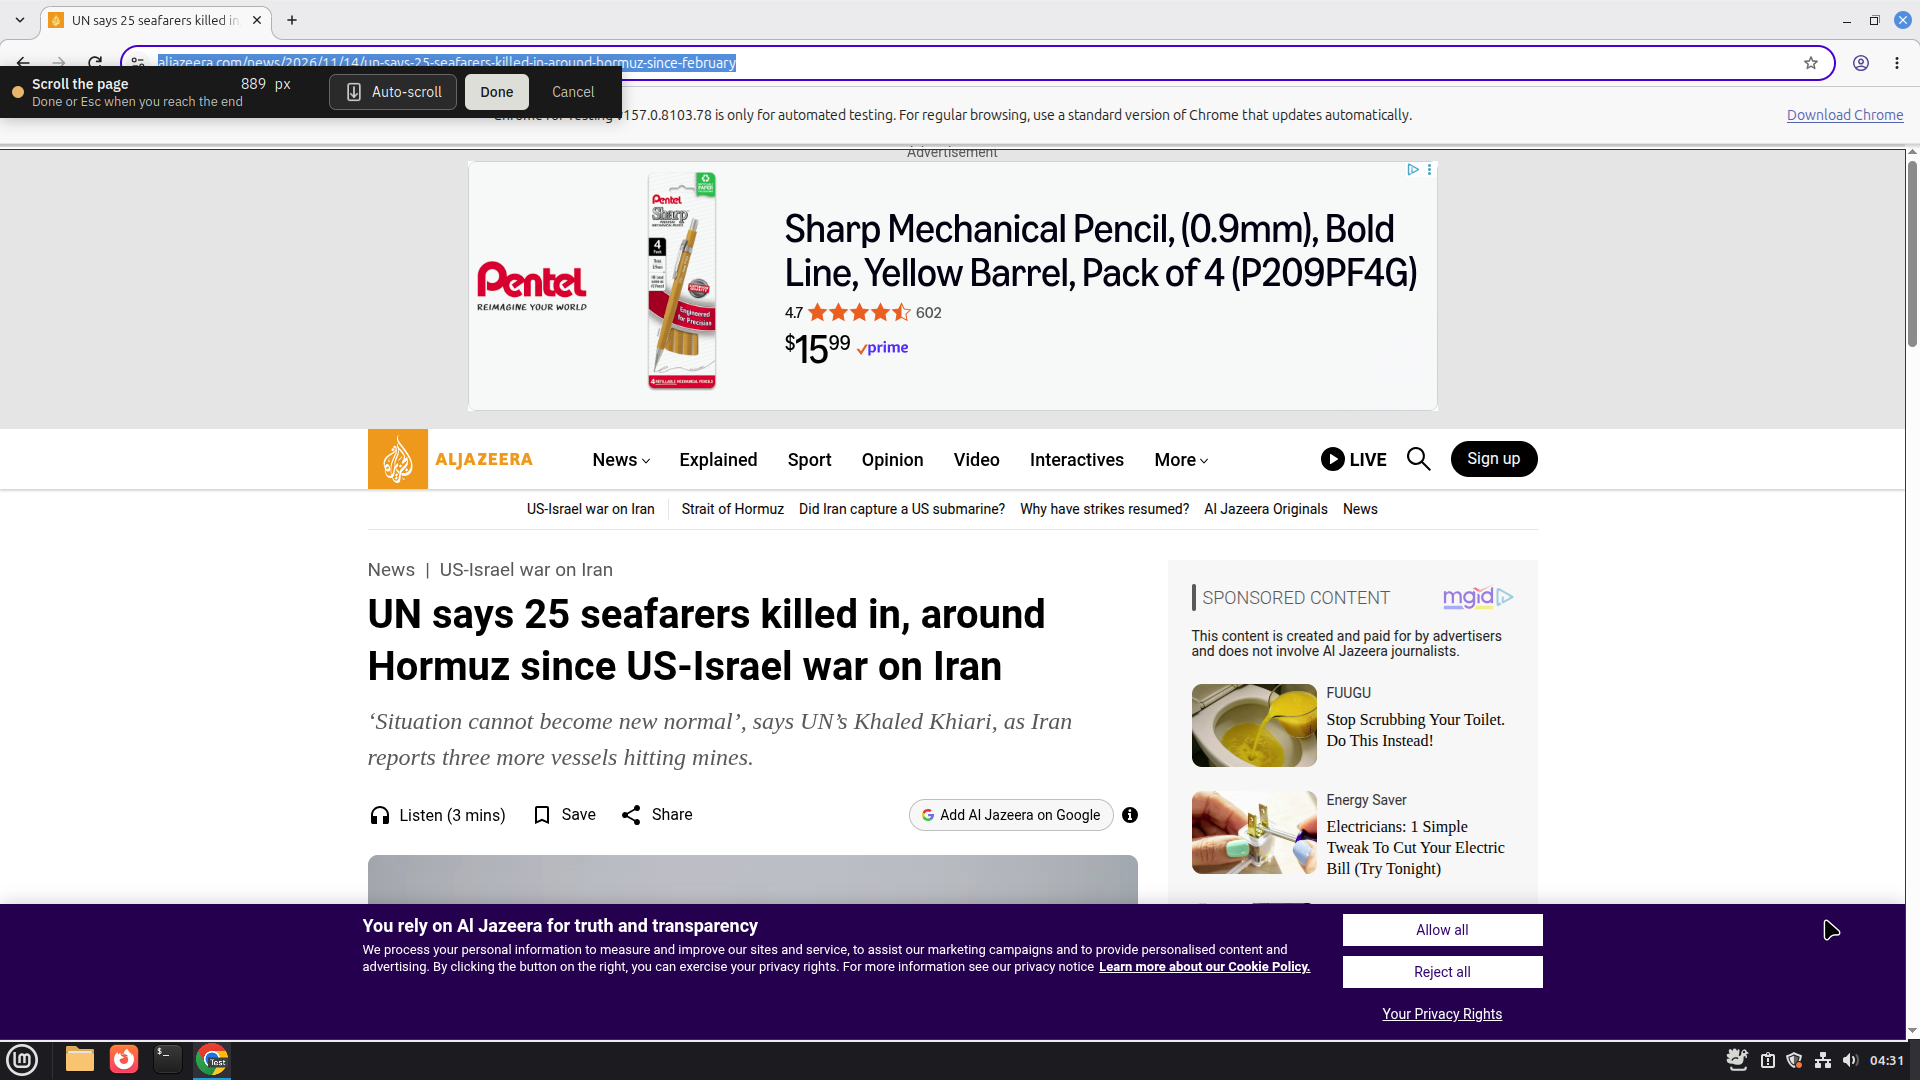 UN says 25 seafarers killed in
aljazeera.com/news/2026/11/14/un-says-25-seafarers-killed-in-around-hormuz-since-february
Scroll the page
889 px
Done or Esc when you reach the end
Auto-scroll
Done
Cancel
Chrome for Testing v157.0.8103.78 is only for automated testing. For regular browsing, use a standard version of Chrome that updates automatically.
Download Chrome
Advertisement
Pentel
REIMAGINE YOUR WORLD
Pentel
Sharp
4
Engineered
for Precision
Sharp Mechanical Pencil, (0.9mm), Bold
Line, Yellow Barrel, Pack of 4 (P209PF4G)
4.7 602
$15 99 prime
ALJAZEERA
News
Explained
Sport
Opinion
Video
Interactives
More
LIVE
Sign up
US-Israel war on Iran
Strait of Hormuz
Did Iran capture a US submarine?
Why have strikes resumed?
Al Jazeera Originals
News
News | US-Israel war on Iran
UN says 25 seafarers killed in, around
Hormuz since US-Israel war on Iran
‘Situation cannot become new normal’, says UN’s Khaled Khiari, as Iran
reports three more vessels hitting mines.
Listen (3 mins)
Save
Share
Add Al Jazeera on Google
SPONSORED CONTENT
mgid
This content is created and paid for by advertisers
and does not involve Al Jazeera journalists.
FUUGU
Stop Scrubbing Your Toilet.
Do This Instead!
Energy Saver
Electricians: 1 Simple
Tweak To Cut Your Electric
Bill (Try Tonight)
You rely on Al Jazeera for truth and transparency
We process your personal information to measure and improve our sites and service, to assist our marketing campaigns and to provide personalised content and
advertising. By clicking the button on the right, you can exercise your privacy rights. For more information see our privacy notice Learn more about our Cookie Policy.
Allow all
Reject all
Your Privacy Rights
Test
04:31